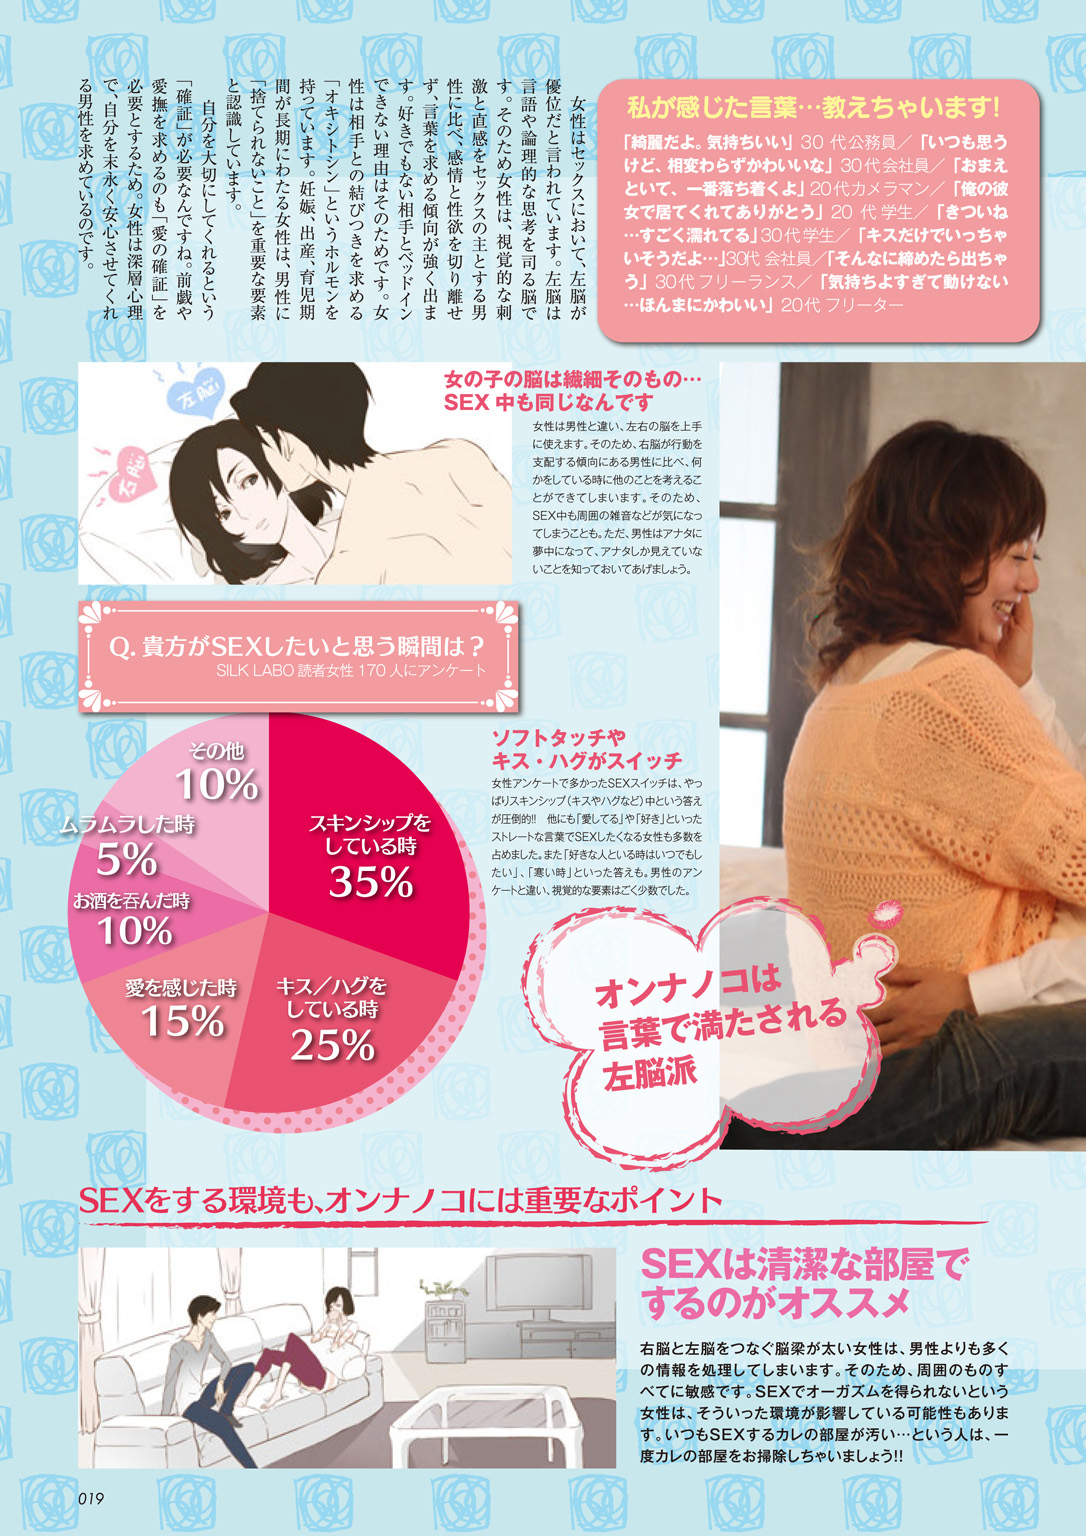 女性はセックスにおいて、左脳が
優位だと言われています。左脳は
言語や論理的な思考を司る脳で
す。そのため女性は、視覚的な刺
激と直感をセックスの主とする男
性に比べ、感情と性欲を切り離せ
ず、言葉を求める傾向が強く出ま
す。好きでもない相手とベッドイン
できない理由はそのためです。女
性は相手との結びつきを求める
「オキシトシン」というホルモンを
持っています。妊娠、出産、育児期
間が長期にわたる女性は、男性に
「捨てられないこと」を重要な要素
と認識しています。
自分を大切にしてくれるという
「確証」が必要なんですね。前戯や
愛撫を求めるのも「愛の確証」を
必要とするため。女性は深層心理
で、自分を末永く安心させてくれ
る男性を求めているのです。
私が感じた言葉…教えちゃいます!
「綺麗だよ。気持ちいい」 30 代公務員／「いつも思う
けど、相変わらずかわいいな」 30代会社員／「おまえ
といて、一番落ち着くよ」 20代カメラマン／「俺の彼
女で居てくれてありがとう」 20 代 学生／「きついね
…すごく濡れてる」30代学生／「キスだけでいっちゃ
いそうだよ…」30代 会社員／「そんなに締めたら出ちゃ
う」 30代フリーランス／「気持ちよすぎて動けない
…ほんまにかわいい」 20代 フリーター
左脳
右脳
女の子の脳は繊細そのもの…
SEX 中も同じなんです
女性は男性と違い、左右の脳を上手
に使えます。そのため、右脳が行動を
支配する傾向にある男性に比べ、何
かをしている時に他のことを考えるこ
とができてしまいます。そのため、
SEX中も周囲の雑音などが気になっ
てしまうことも。ただ、男性はアナタに
夢中になって、アナタしか見えていな
いことを知っておいてあげましょう。
Q. 貴方がSEXしたいと思う瞬間は？
SILK LABO 読者女性 170 人にアンケート
その他
10%
ムラムラした時
5%
お酒を呑んだ時
10%
愛を感じた時
15%
キス／ハグを
している時
25%
スキンシップを
している時
35%
ソフトタッチや
キス・ハグがスイッチ
女性アンケートで多かったSEXスイッチは、やっ
ぱりスキンシップ（キスやハグなど）中という答え
が圧倒的!!　他にも「愛してる」や「好き」といった
ストレートな言葉でSEXしたくなる女性も多数を
占めました。また「好きな人といる時はいつでもし
たい」、「寒い時」といった答えも。男性のアン
ケートと違い、視覚的な要素はごく少数でした。
オンナノコは
言葉で満たされる
左脳派
SEXをする環境も、オンナノコには重要なポイント
SEXは清潔な部屋で
するのがオススメ
右脳と左脳をつなぐ脳梁が太い女性は、男性よりも多く
の情報を処理してしまいます。そのため、周囲のものす
べてに敏感です。SEXでオーガズムを得られないという
女性は、そういった環境が影響している可能性もありま
す。いつもSEXするカレの部屋が汚い…という人は、一
度カレの部屋をお掃除しちゃいましょう!!
019